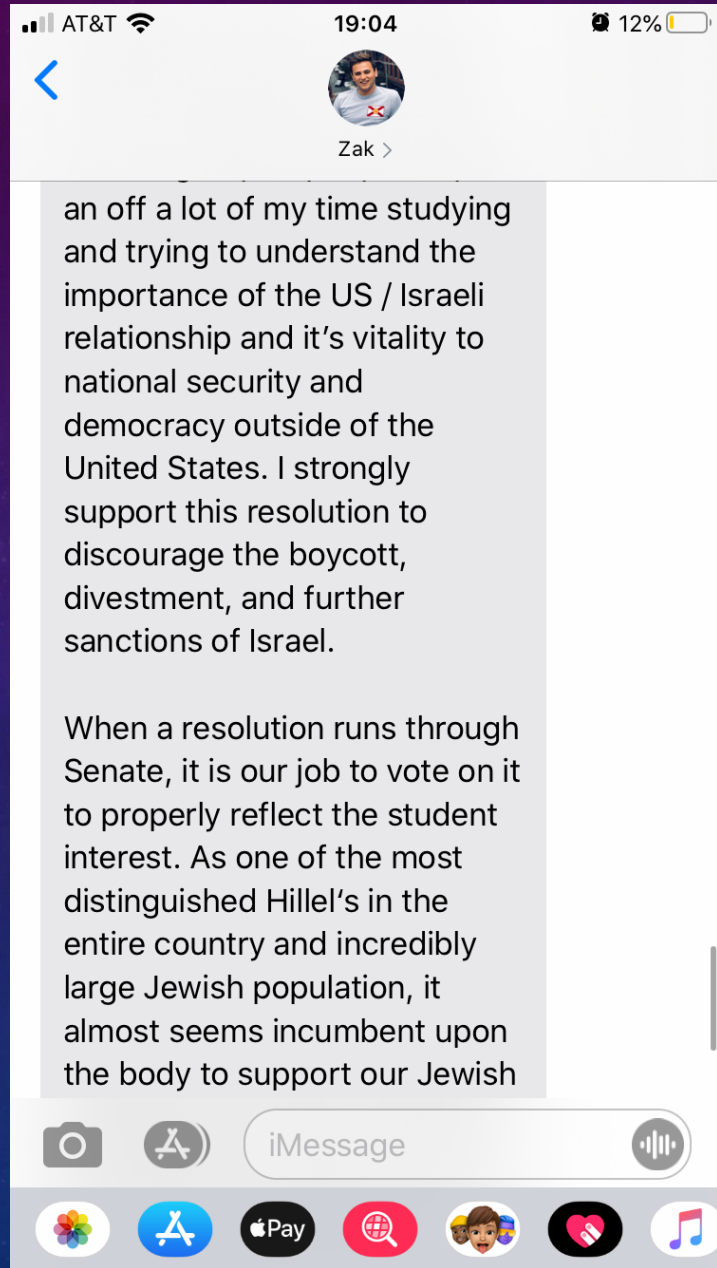 AT&T 19:04 12%
Zak >
an off a lot of my time studying
and trying to understand the
importance of the US / Israeli
relationship and it’s vitality to
national security and
democracy outside of the
United States. I strongly
support this resolution to
discourage the boycott,
divestment, and further
sanctions of Israel.
When a resolution runs through
Senate, it is our job to vote on it
to properly reflect the student
interest. As one of the most
distinguished Hillel‘s in the
entire country and incredibly
large Jewish population, it
almost seems incumbent upon
the body to support our Jewish
iMessage
Pay